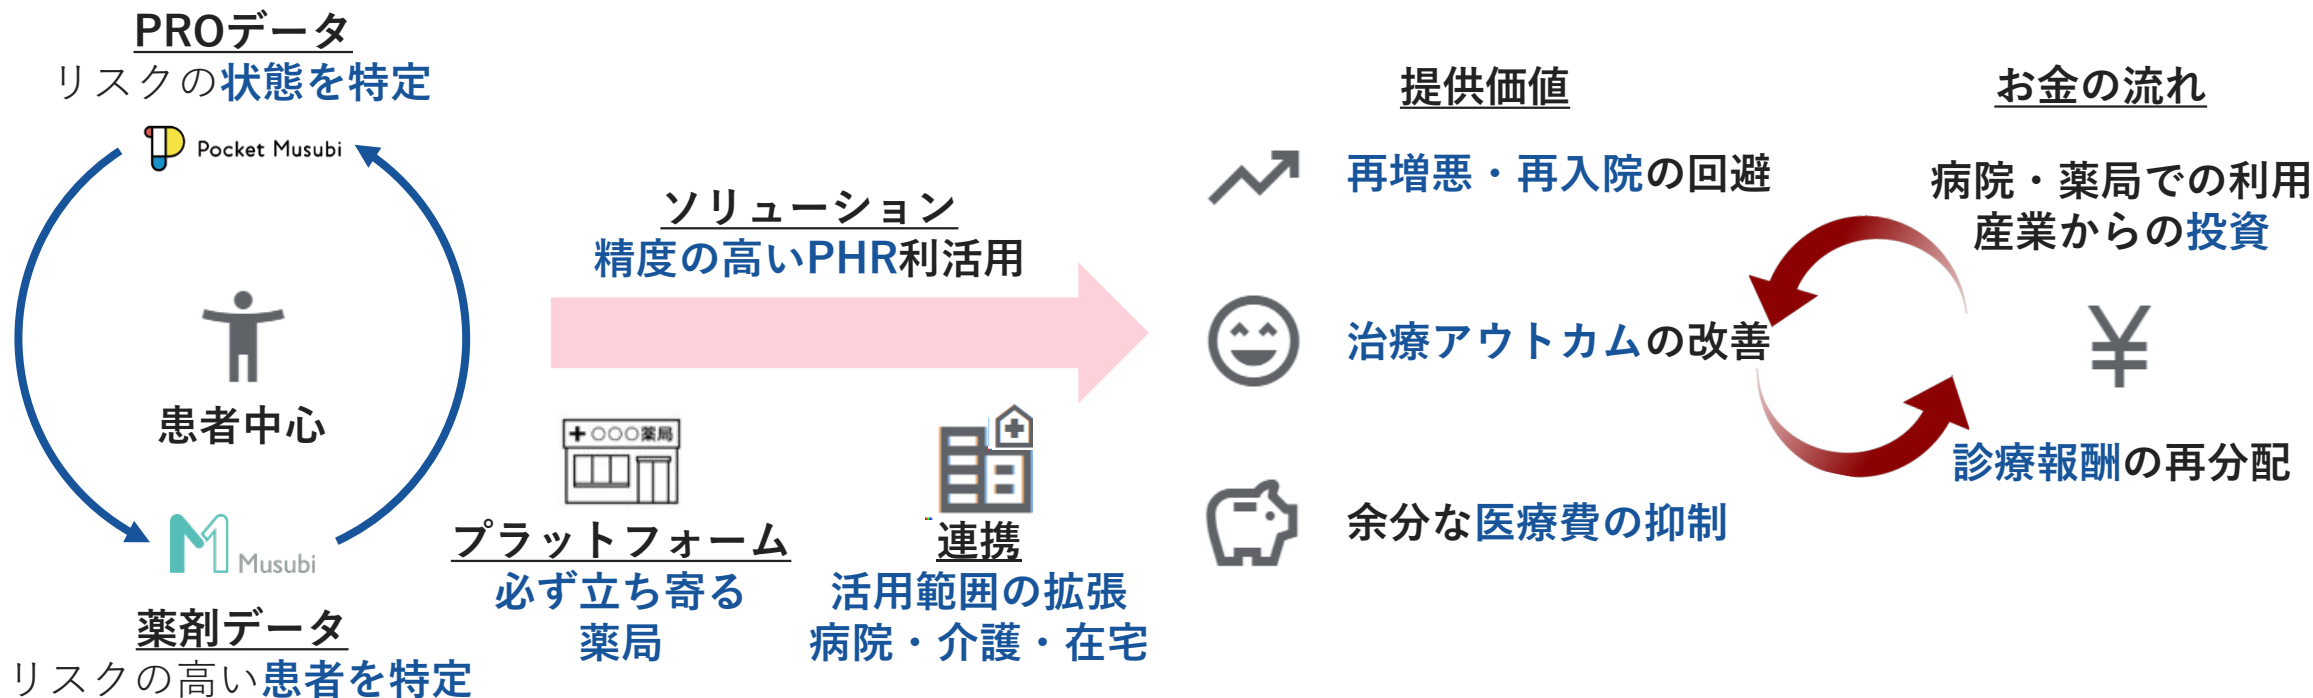 PROデータ
リスクの状態を特定
Pocket Musubi
患者中心
Musubi
薬剤データ
リスクの高い患者を特定
ソリューション
精度の高いPHR利活用
+〇〇〇薬局
プラットフォーム
必ず立ち寄る
薬局
連携
活用範囲の拡張
病院・介護・在宅
提供価値
再増悪・再入院の回避
治療アウトカムの改善
余分な医療費の抑制
お金の流れ
病院・薬局での利用
産業からの投資
¥
診療報酬の再分配